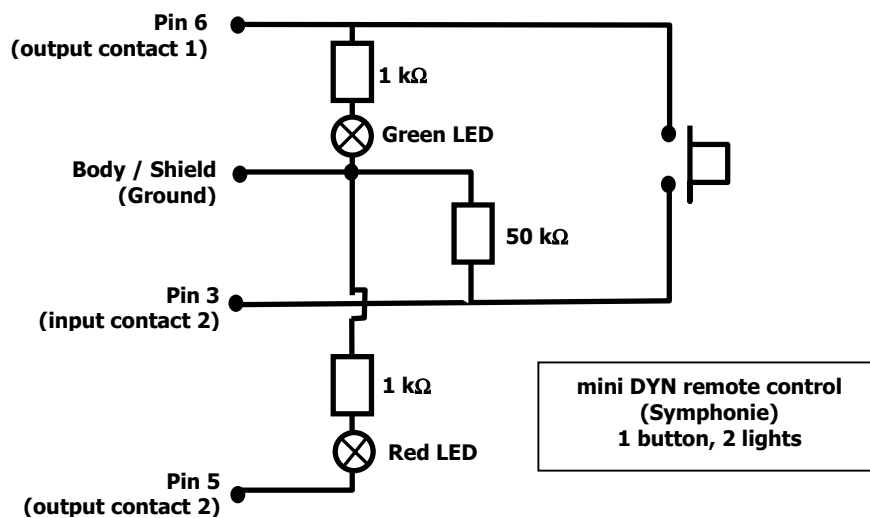 Pin 6
(output contact 1)
1 kΩ
Green LED
Body / Shield
(Ground)
50 kΩ
Pin 3
(input contact 2)
1 kΩ
mini DYN remote control
(Symphonie)
1 button, 2 lights
Red LED
Pin 5
(output contact 2)